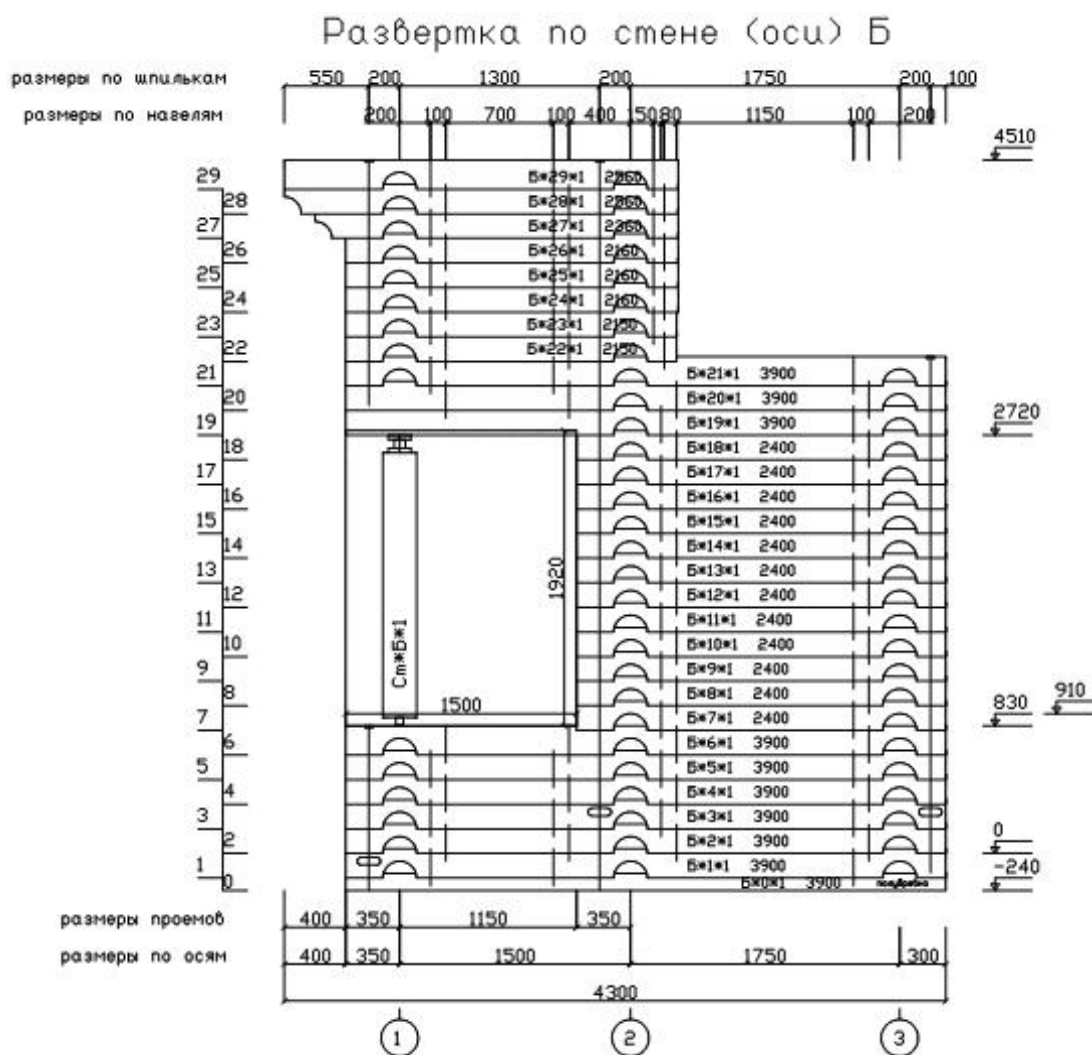 Развертка по стене (оси) Б
размеры по шпилькам 550 200 1300 200 1750 200 100
размеры по нагелям 200 100 700 100 400 150 80 1150 100 200
4510
29 Б*29*1 2560
28 Б*28*1 2560
27 Б*27*1 2360
26 Б*26*1 2160
25 Б*25*1 2160
24 Б*24*1 2160
23 Б*23*1 2150
22 Б*22*1 2150
21 Б*21*1 3900
20 Б*20*1 3900
19 Б*19*1 3900 2720
18 Б*18*1 2400
17 Б*17*1 2400
16 Б*16*1 2400
15 Б*15*1 2400
14 Б*14*1 2400
13 Б*13*1 2400
1920
12 Б*12*1 2400
11 Б*11*1 2400
10 Б*10*1 2400
Ст*Б*1
9 Б*9*1 2400
8 Б*8*1 2400 910
7 1500 Б*7*1 2400 830
6 Б*6*1 3900
5 Б*5*1 3900
4 Б*4*1 3900
3 Б*3*1 3900
2 Б*2*1 3900 0
1 Б*1*1 3900 -240
0 Б*0*1 3900 полубревно
размеры проемов 400 350 1150 350
размеры по осям 400 350 1500 1750 300
4300
1 2 3